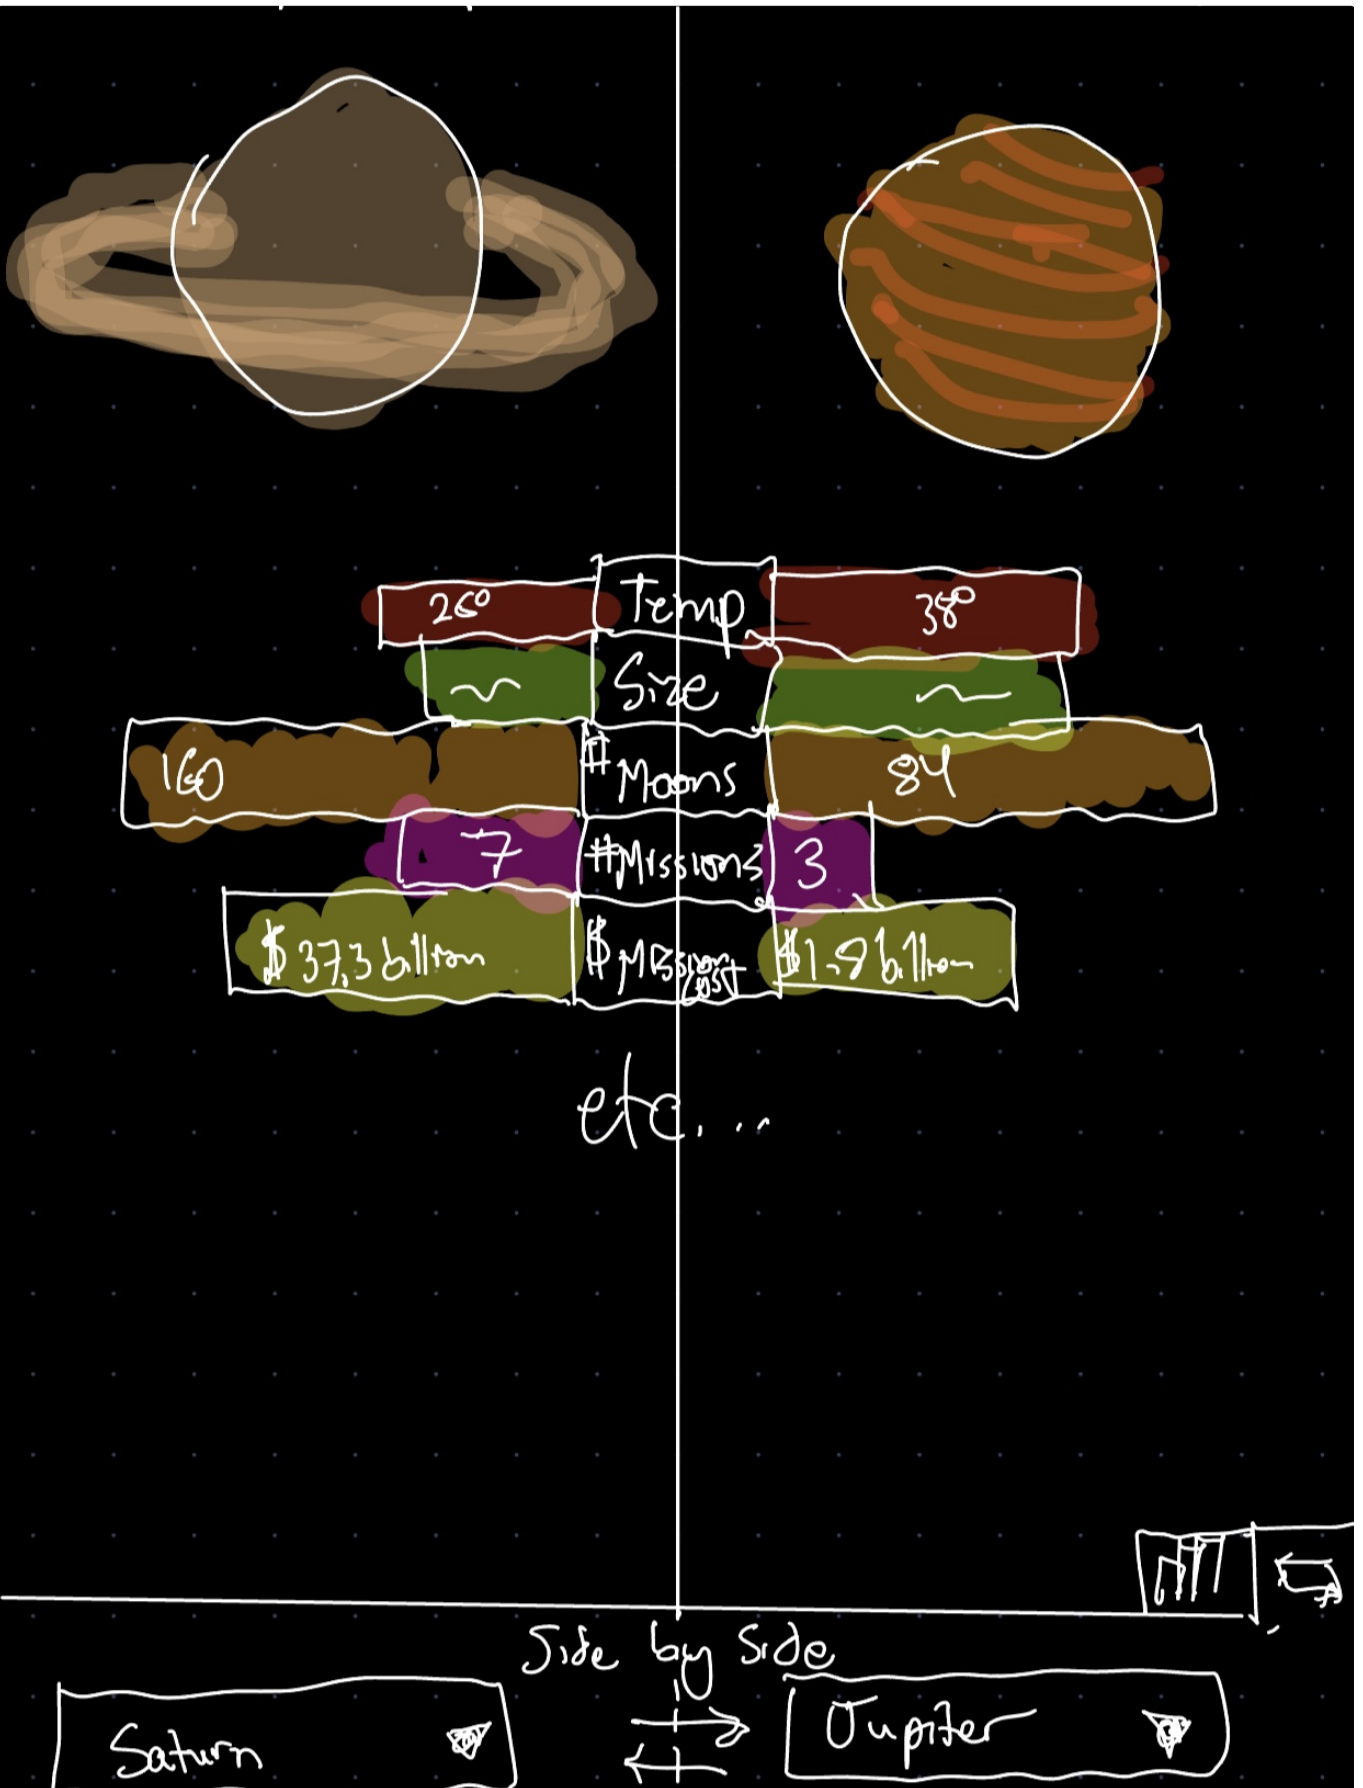 26° Temp 38°
~ Size ~
160 # Moons 84
7 #Missions 3
$37.3 billion $ Mission Cost $1.8 billion
etc...
Side by Side
Saturn Jupiter